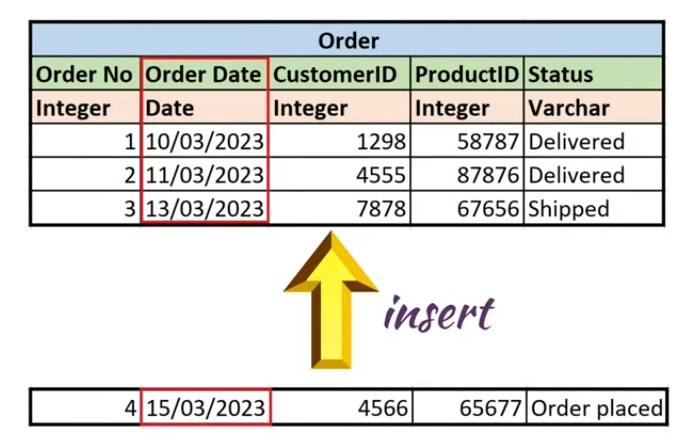 Order
Order No Order Date CustomerID ProductID Status
Integer Date Integer Integer Varchar
1 10/03/2023 1298 58787 Delivered
2 11/03/2023 4555 87876 Delivered
3 13/03/2023 7878 67656 Shipped
insert
4 15/03/2023 4566 65677 Order placed